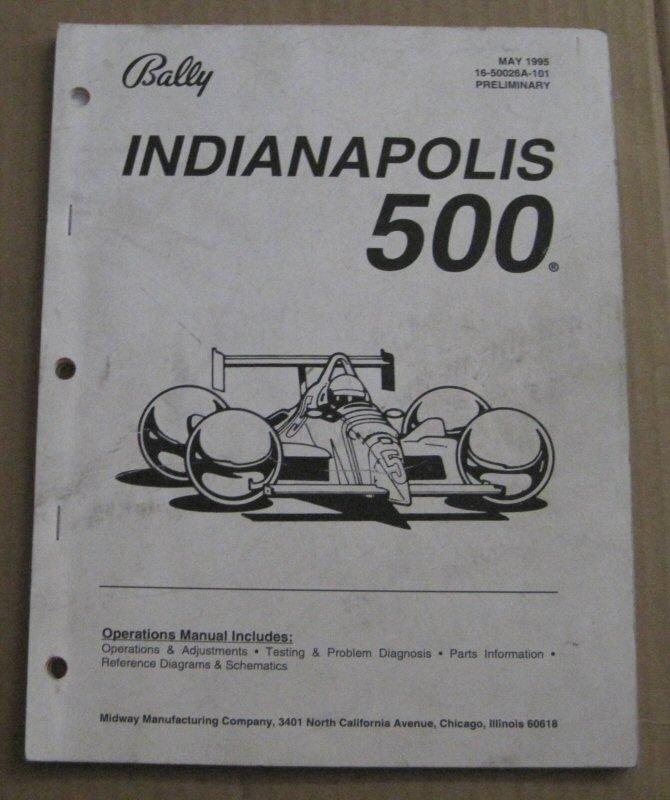 Bally
MAY 1995
16-50026A-101
PRELIMINARY
INDIANAPOLIS
500®
5
Operations Manual Includes:
Operations & Adjustments • Testing & Problem Diagnosis • Parts Information •
Reference Diagrams & Schematics
Midway Manufacturing Company, 3401 North California Avenue, Chicago, Illinois 60618